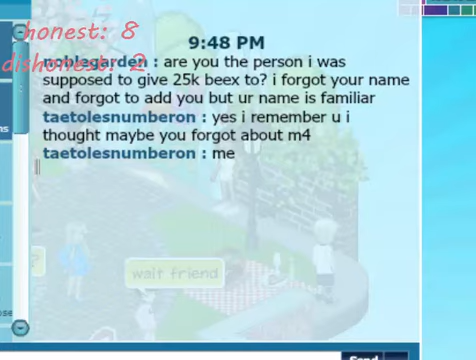 honest: 8
9:48 PM
dishonest: 2
noblegarden : are you the person i was
supposed to give 25k beex to? i forgot your name
and forgot to add you but ur name is familiar
taetolesnumberon : yes i remember u i
thought maybe you forgot about m4
taetolesnumberon : me
wait friend
?
Send